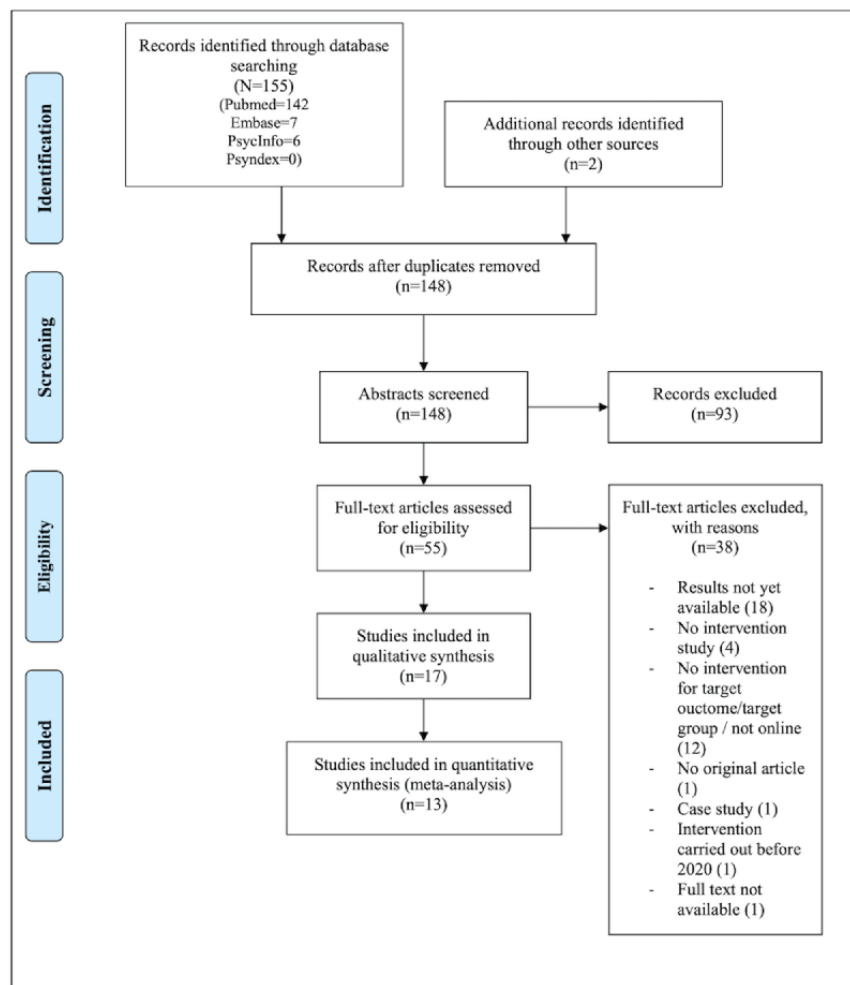 Identification
Records identified through database
searching
(N=155)
(Pubmed=142
Embase=7
PsycInfo=6
Psyndex=0)
Additional records identified
through other sources
(n=2)
Records after duplicates removed
(n=148)
Screening
Abstracts screened
(n=148)
Records excluded
(n=93)
Eligibility
Full-text articles assessed
for eligibility
(n=55)
Full-text articles excluded,
with reasons
(n=38)
- Results not yet
available (18)
- No intervention
study (4)
- No intervention
for target
ouctome/target
group / not online
(12)
- No original article
(1)
- Case study (1)
- Intervention
carried out before
2020 (1)
- Full text not
available (1)
Studies included in
qualitative synthesis
(n=17)
Included
Studies included in quantitative
synthesis (meta-analysis)
(n=13)